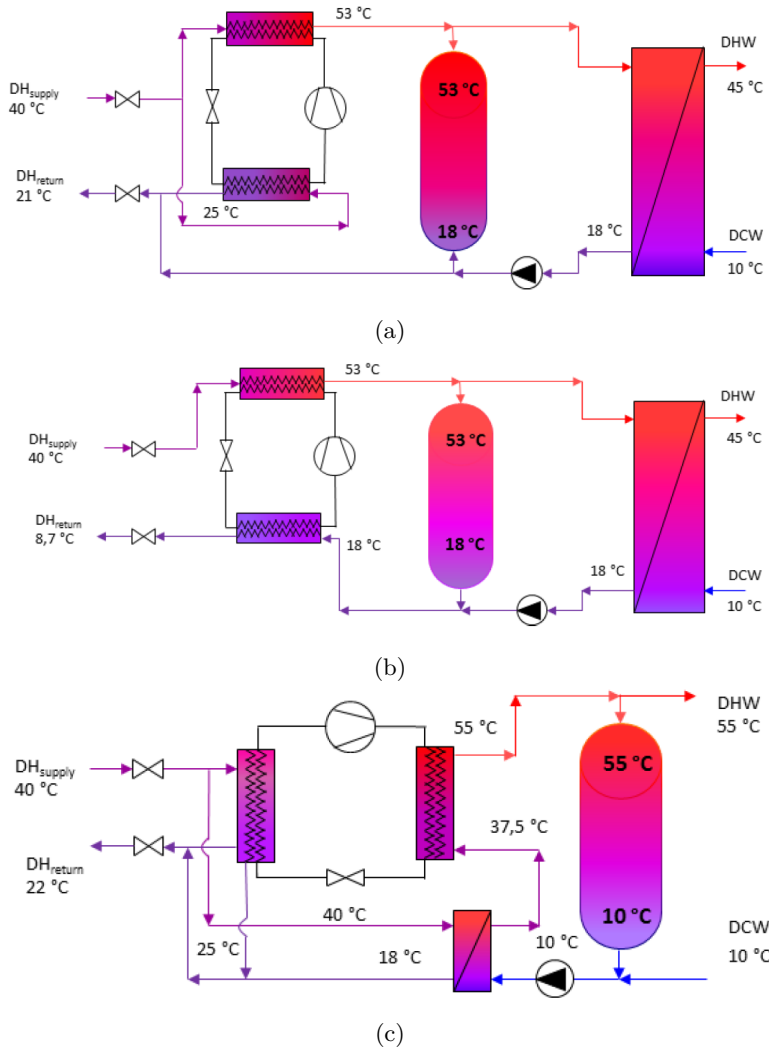 53 °C
DHW
45 °C
DH supply
40 °C
53 °C
DH return
21 °C
25 °C
18 °C
18 °C
DCW
10 °C
(a)
53 °C
DHW
45 °C
DH supply
40 °C
53 °C
DH return
8,7 °C
18 °C
18 °C
18 °C
DCW
10 °C
(b)
55 °C
DHW
55 °C
DH supply
40 °C
55 °C
37,5 °C
DH return
22 °C
40 °C
10 °C
25 °C
18 °C
10 °C
DCW
10 °C
(c)